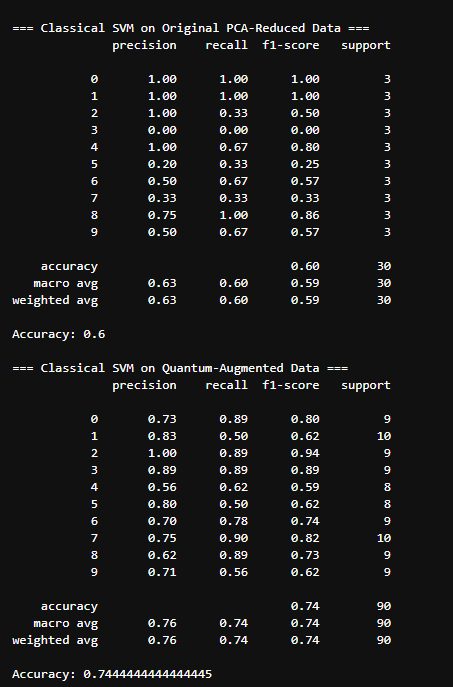 === Classical SVM on Original PCA-Reduced Data ===
precision recall f1-score support
0 1.00 1.00 1.00 3
1 1.00 1.00 1.00 3
2 1.00 0.33 0.50 3
3 0.00 0.00 0.00 3
4 1.00 0.67 0.80 3
5 0.20 0.33 0.25 3
6 0.50 0.67 0.57 3
7 0.33 0.33 0.33 3
8 0.75 1.00 0.86 3
9 0.50 0.67 0.57 3
accuracy 0.60 30
macro avg 0.63 0.60 0.59 30
weighted avg 0.63 0.60 0.59 30
Accuracy: 0.6
=== Classical SVM on Quantum-Augmented Data ===
precision recall f1-score support
0 0.73 0.89 0.80 9
1 0.83 0.50 0.62 10
2 1.00 0.89 0.94 9
3 0.89 0.89 0.89 9
4 0.56 0.62 0.59 8
5 0.80 0.50 0.62 8
6 0.70 0.78 0.74 9
7 0.75 0.90 0.82 10
8 0.62 0.89 0.73 9
9 0.71 0.56 0.62 9
accuracy 0.74 90
macro avg 0.76 0.74 0.74 90
weighted avg 0.76 0.74 0.74 90
Accuracy: 0.7444444444444445